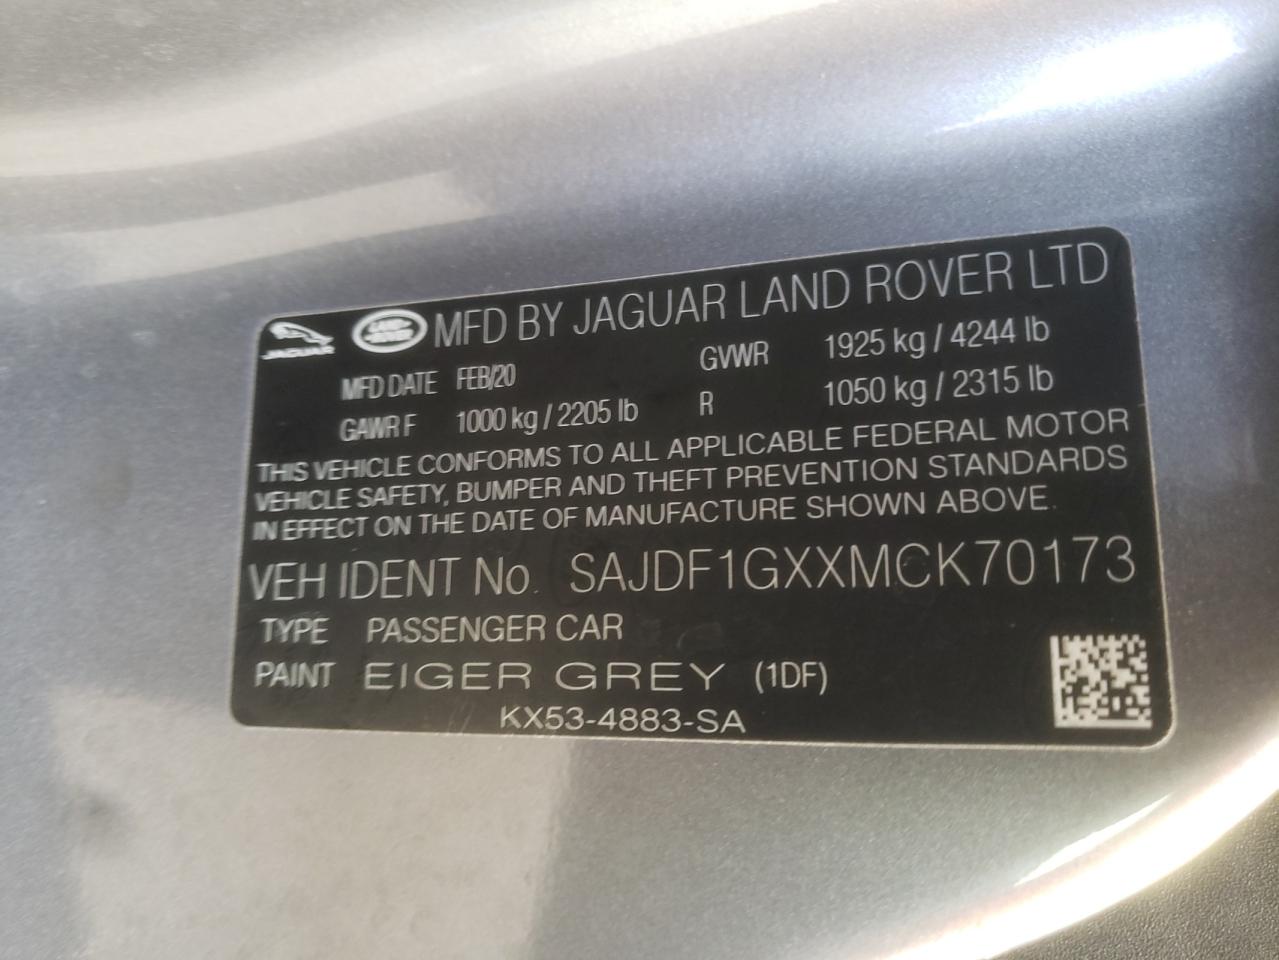 JAGUAR LAND ROVER MFD BY JAGUAR LAND ROVER LTD
MFD DATE FEB/20 GVWR 1925 kg / 4244 lb
GAWR F 1000 kg / 2205 lb R 1050 kg / 2315 lb
THIS VEHICLE CONFORMS TO ALL APPLICABLE FEDERAL MOTOR
VEHICLE SAFETY, BUMPER AND THEFT PREVENTION STANDARDS
IN EFFECT ON THE DATE OF MANUFACTURE SHOWN ABOVE.
VEH IDENT No. SAJDF1GXXMCK70173
TYPE PASSENGER CAR
PAINT EIGER GREY (1DF)
KX53-4883-SA